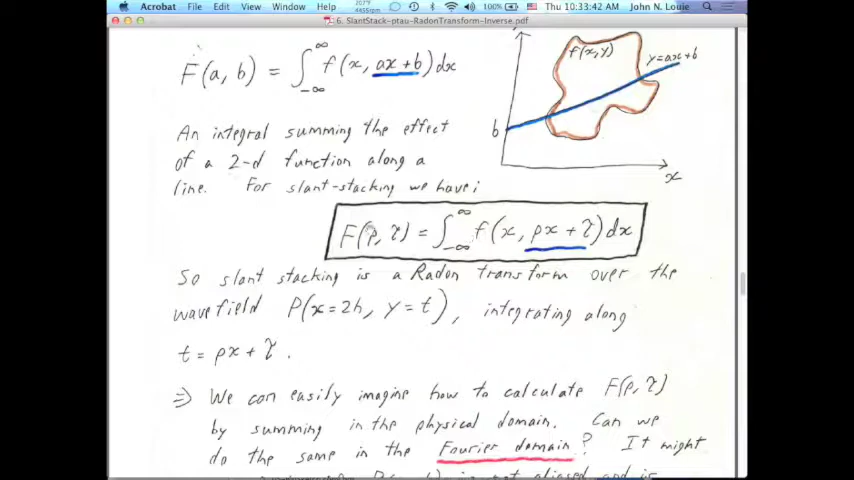 Acrobat File Edit View Window Help 100% Thu 10:33:42 AM John N. Louie
6. SlantStack-ptau-RadonTransform-Inverse.pdf
F(a, b) = ∫_{-∞}^{∞} f(x, ax+b) dx
f(x,y)
y=ax+b
b
x
An integral summing the effect
of a 2-d function along a
line. For slant-stacking we have:
F(p, τ) = ∫_{-∞}^{∞} f(x, px + τ) dx
So slant stacking is a Radon transform over the
wavefield P(x=2h, y=t), integrating along
t = px + τ.
⇒ We can easily imagine how to calculate F(p, τ)
by summing in the physical domain. Can we
do the same in the Fourier domain? It might